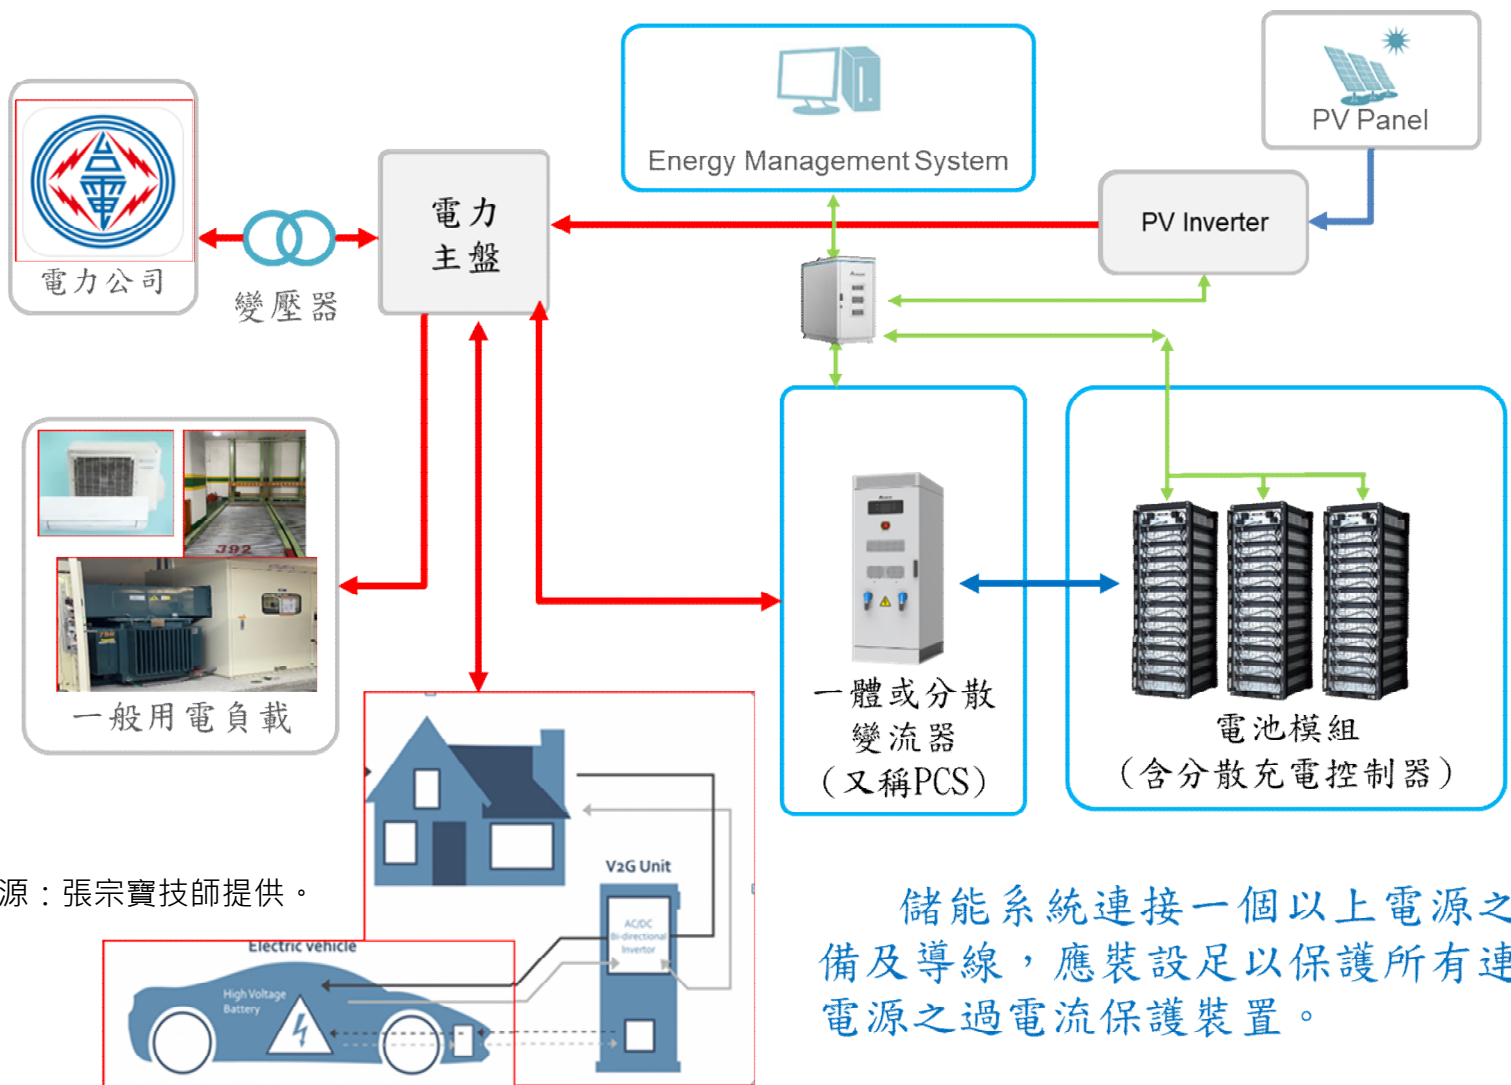 PV Panel
Energy Management System
電力
主盤
PV Inverter
電力公司
變壓器
392
一般用電負載
一體或分散
變流器
（又稱PCS）
電池模組
（含分散充電控制器）
V2G Unit
源：張宗寶技師提供。
AC/DC
Bi-directional
Invertor
Electric vehicle
High Voltage
Battery
儲能系統連接一個以上電源之
備及導線，應裝設足以保護所有連
電源之過電流保護裝置。